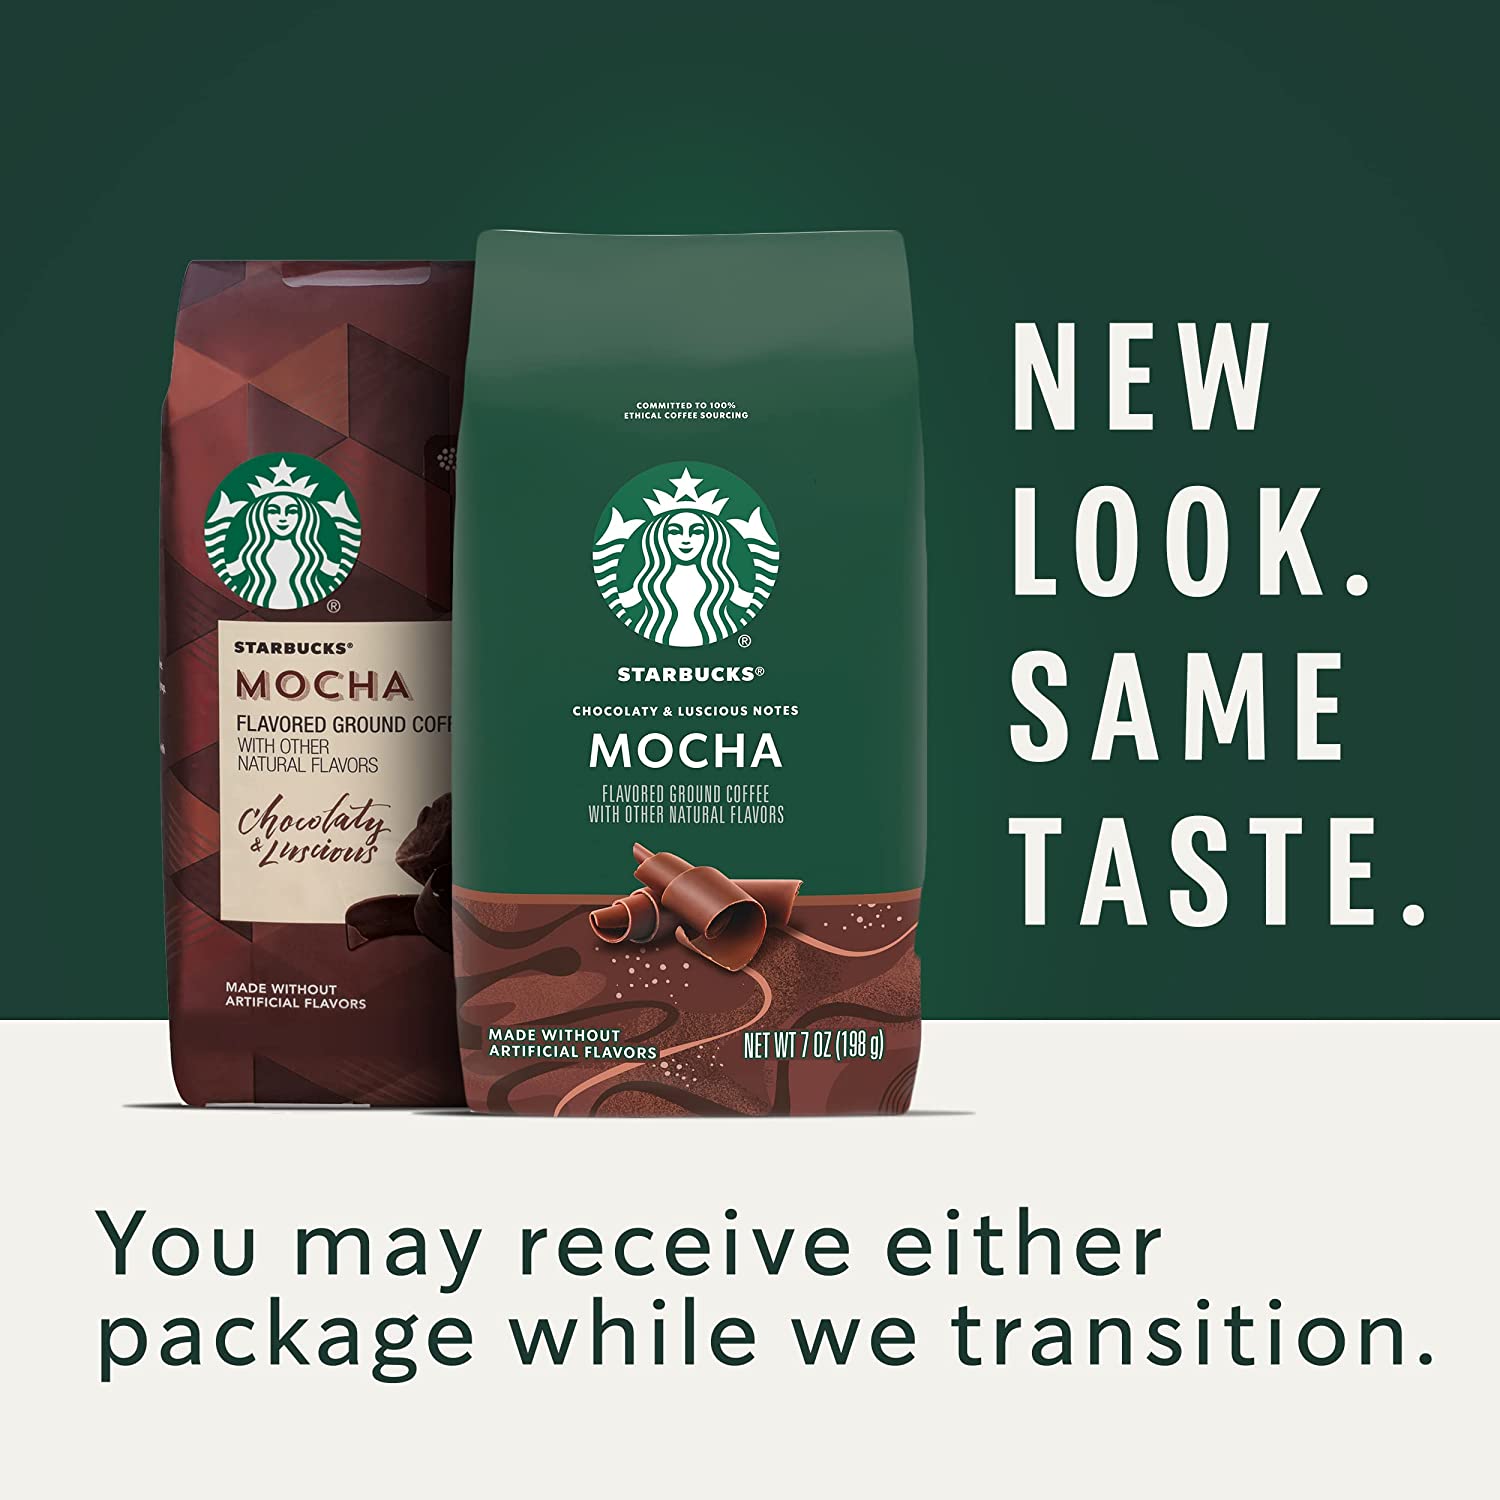 STARBUCKS®
MOCHA
FLAVORED GROUND COFF
WITH OTHER
NATURAL FLAVORS
Chocolaty
& Luscious
MADE WITHOUT
ARTIFICIAL FLAVORS
®
COMMITTED TO 100%
ETHICAL COFFEE SOURCING
®
STARBUCKS®
CHOCOLATY & LUSCIOUS NOTES
MOCHA
FLAVORED GROUND COFFEE
WITH OTHER NATURAL FLAVORS
MADE WITHOUT
ARTIFICIAL FLAVORS
NET WT 7 OZ (198 g)
NEW
LOOK.
SAME
TASTE.
You may receive either
package while we transition.